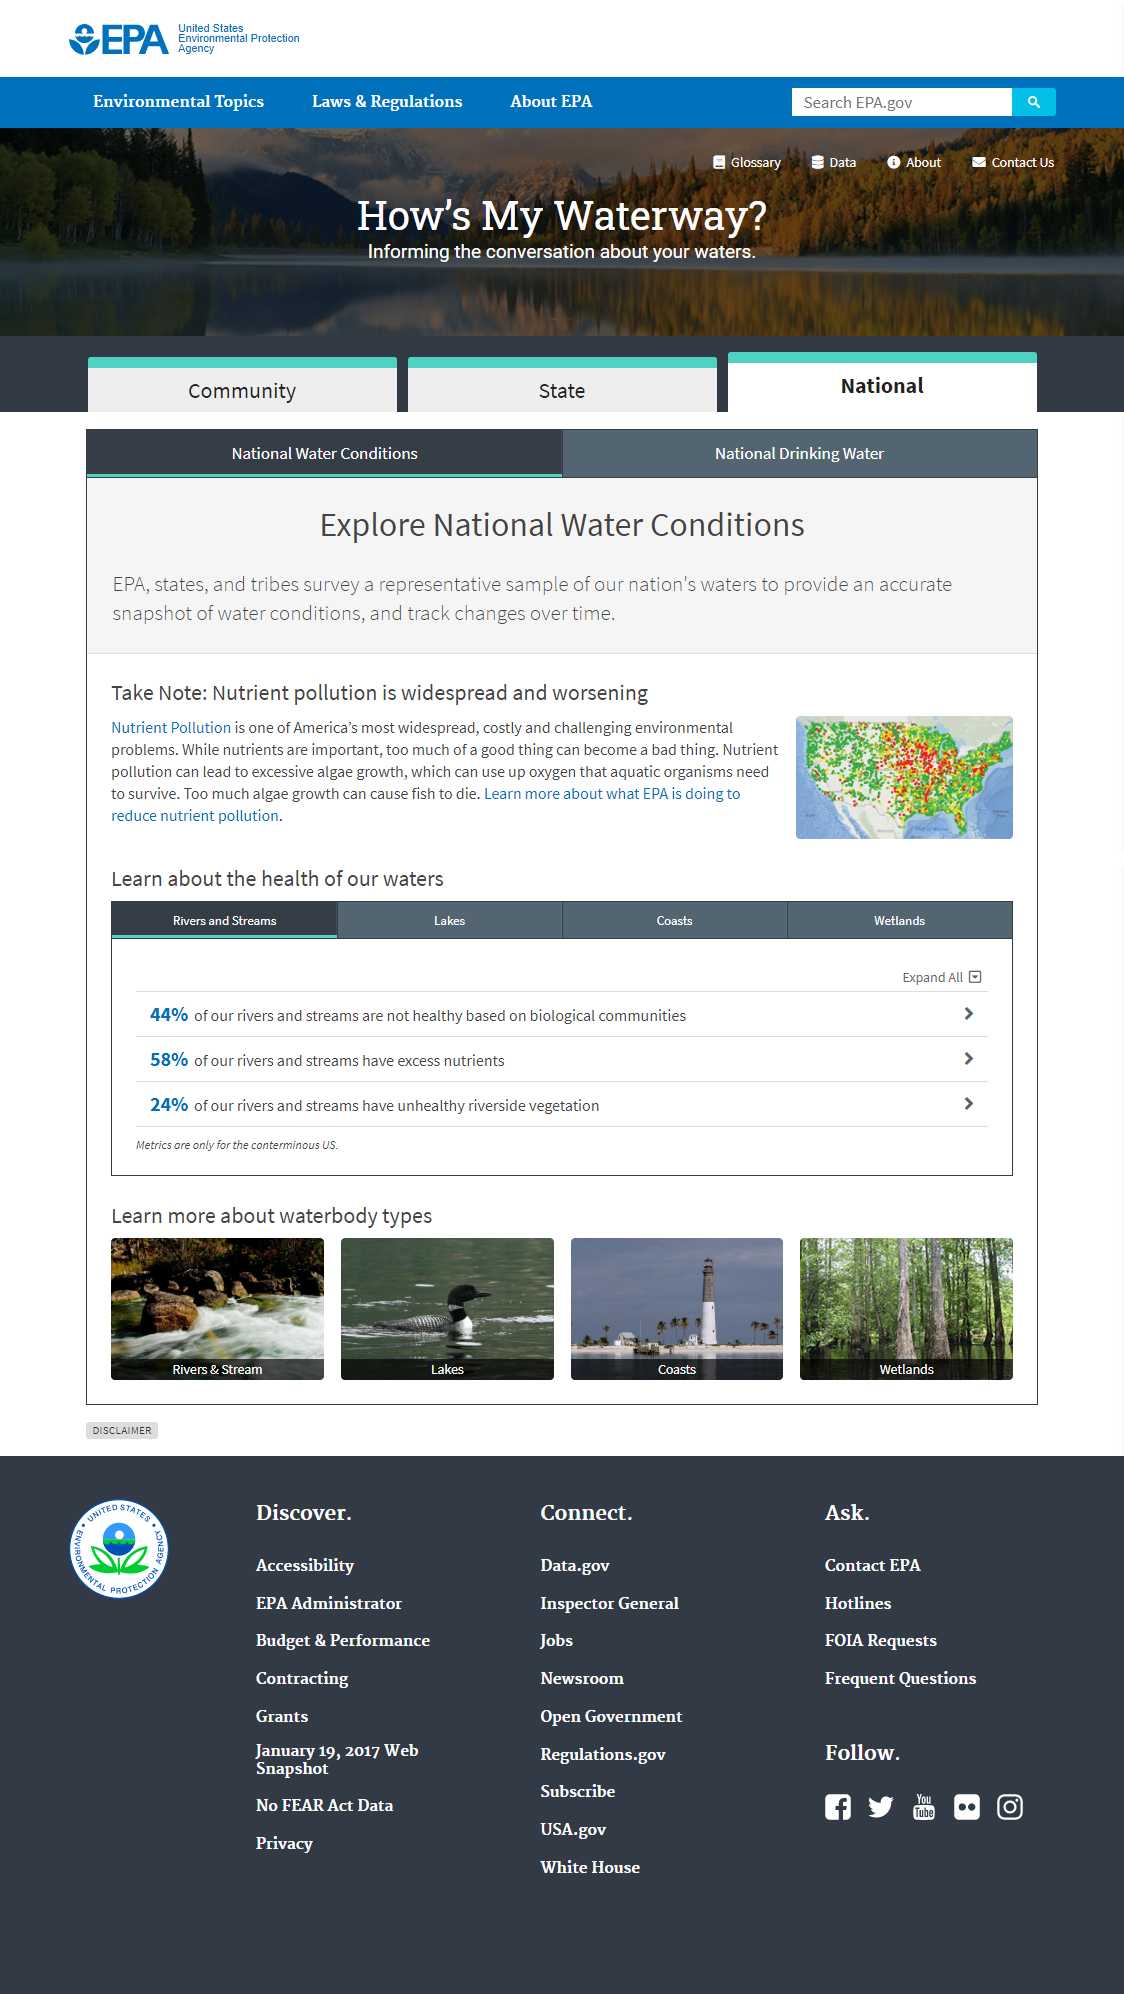 EPA
United States
Environmental Protection
Agency
Environmental Topics
Laws & Regulations
About EPA
Search EPA.gov
Glossary
Data
About
Contact Us
How's My Waterway?
Informing the conversation about your waters.
Community
State
National
National Water Conditions
National Drinking Water
Explore National Water Conditions
EPA, states, and tribes survey a representative sample of our nation's waters to provide an accurate
snapshot of water conditions, and track changes over time.
Take Note: Nutrient pollution is widespread and worsening
Nutrient Pollution is one of America's most widespread, costly and challenging environmental
problems. While nutrients are important, too much of a good thing can become a bad thing. Nutrient
pollution can lead to excessive algae growth, which can use up oxygen that aquatic organisms need
to survive. Too much algae growth can cause fish to die. Learn more about what EPA is doing to
reduce nutrient pollution.
Learn about the health of our waters
Rivers and Streams
Lakes
Coasts
Wetlands
Expand All
44% of our rivers and streams are not healthy based on biological communities
58% of our rivers and streams have excess nutrients
24% of our rivers and streams have unhealthy riverside vegetation
Metrics are only for the conterminous US.
Learn more about waterbody types
Rivers & Stream
Lakes
Coasts
Wetlands
DISCLAIMER
UNITED STATES
ENVIRONMENTAL PROTECTION AGENCY
Discover.
Accessibility
EPA Administrator
Budget & Performance
Contracting
Grants
January 19, 2017 Web
Snapshot
No FEAR Act Data
Privacy
Connect.
Data.gov
Inspector General
Jobs
Newsroom
Open Government
Regulations.gov
Subscribe
USA.gov
White House
Ask.
Contact EPA
Hotlines
FOIA Requests
Frequent Questions
Follow.
You
Tube